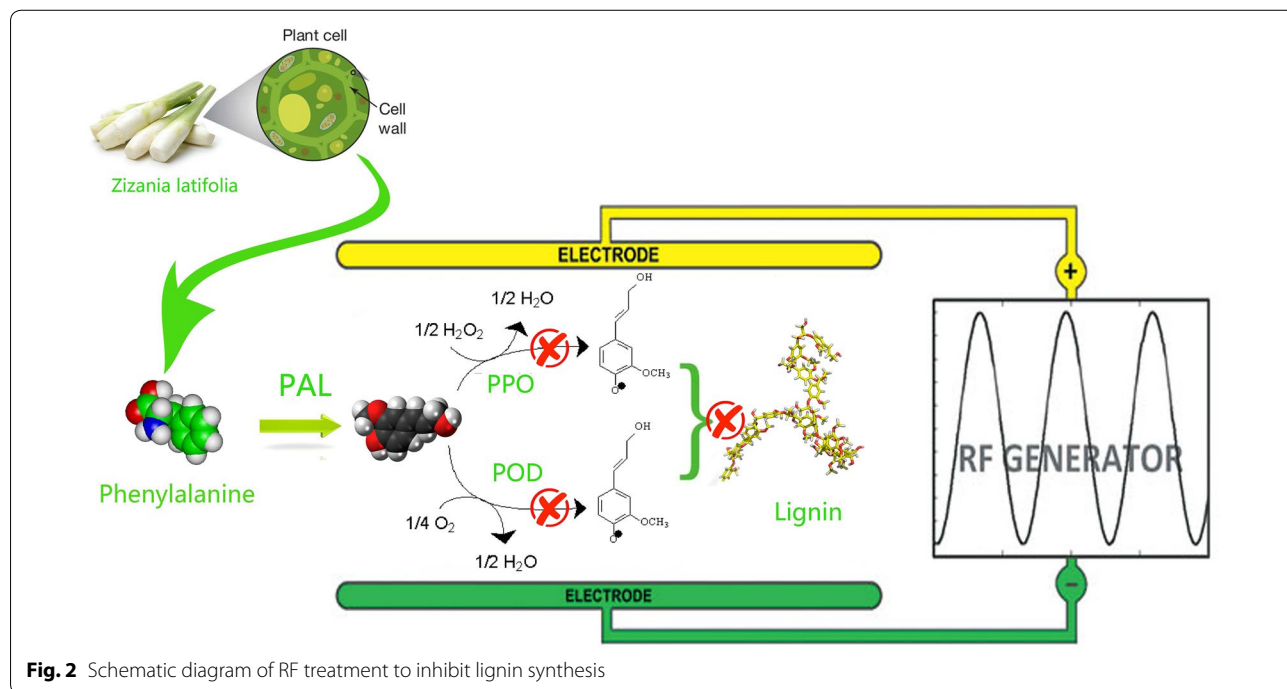 Plant cell
Cell
wall
Zizania latifolia
ELECTRODE
+
OH
1/2 H₂O
1/2 H₂O₂
OCH₃
O
PPO
PAL
POD
OH
RF GENERATOR
Phenylalanine
Lignin
1/4 O₂
OCH₃
O
1/2 H₂O
ELECTRODE
−
Fig. 2 Schematic diagram of RF treatment to inhibit lignin synthesis